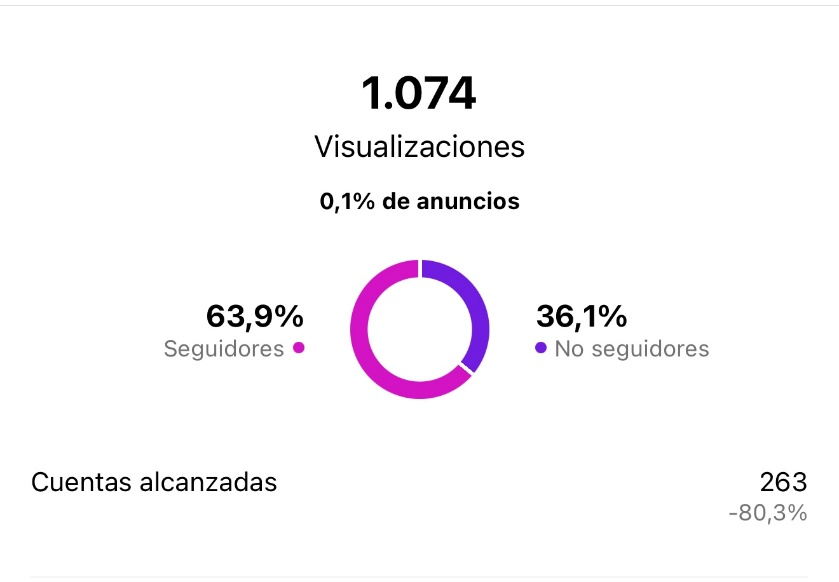 1.074
Visualizaciones
0,1% de anuncios
63,9%
Seguidores
36,1%
No seguidores
Cuentas alcanzadas
263
-80,3%